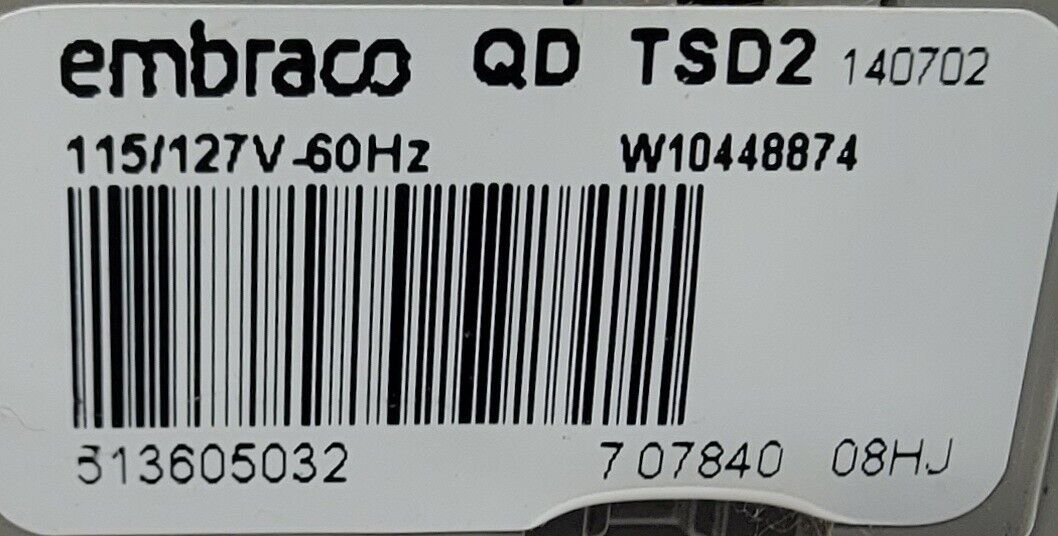 embraco QD TSD2 140702
115/127V-60Hz W10448874
513605032 7 07840 08HJ